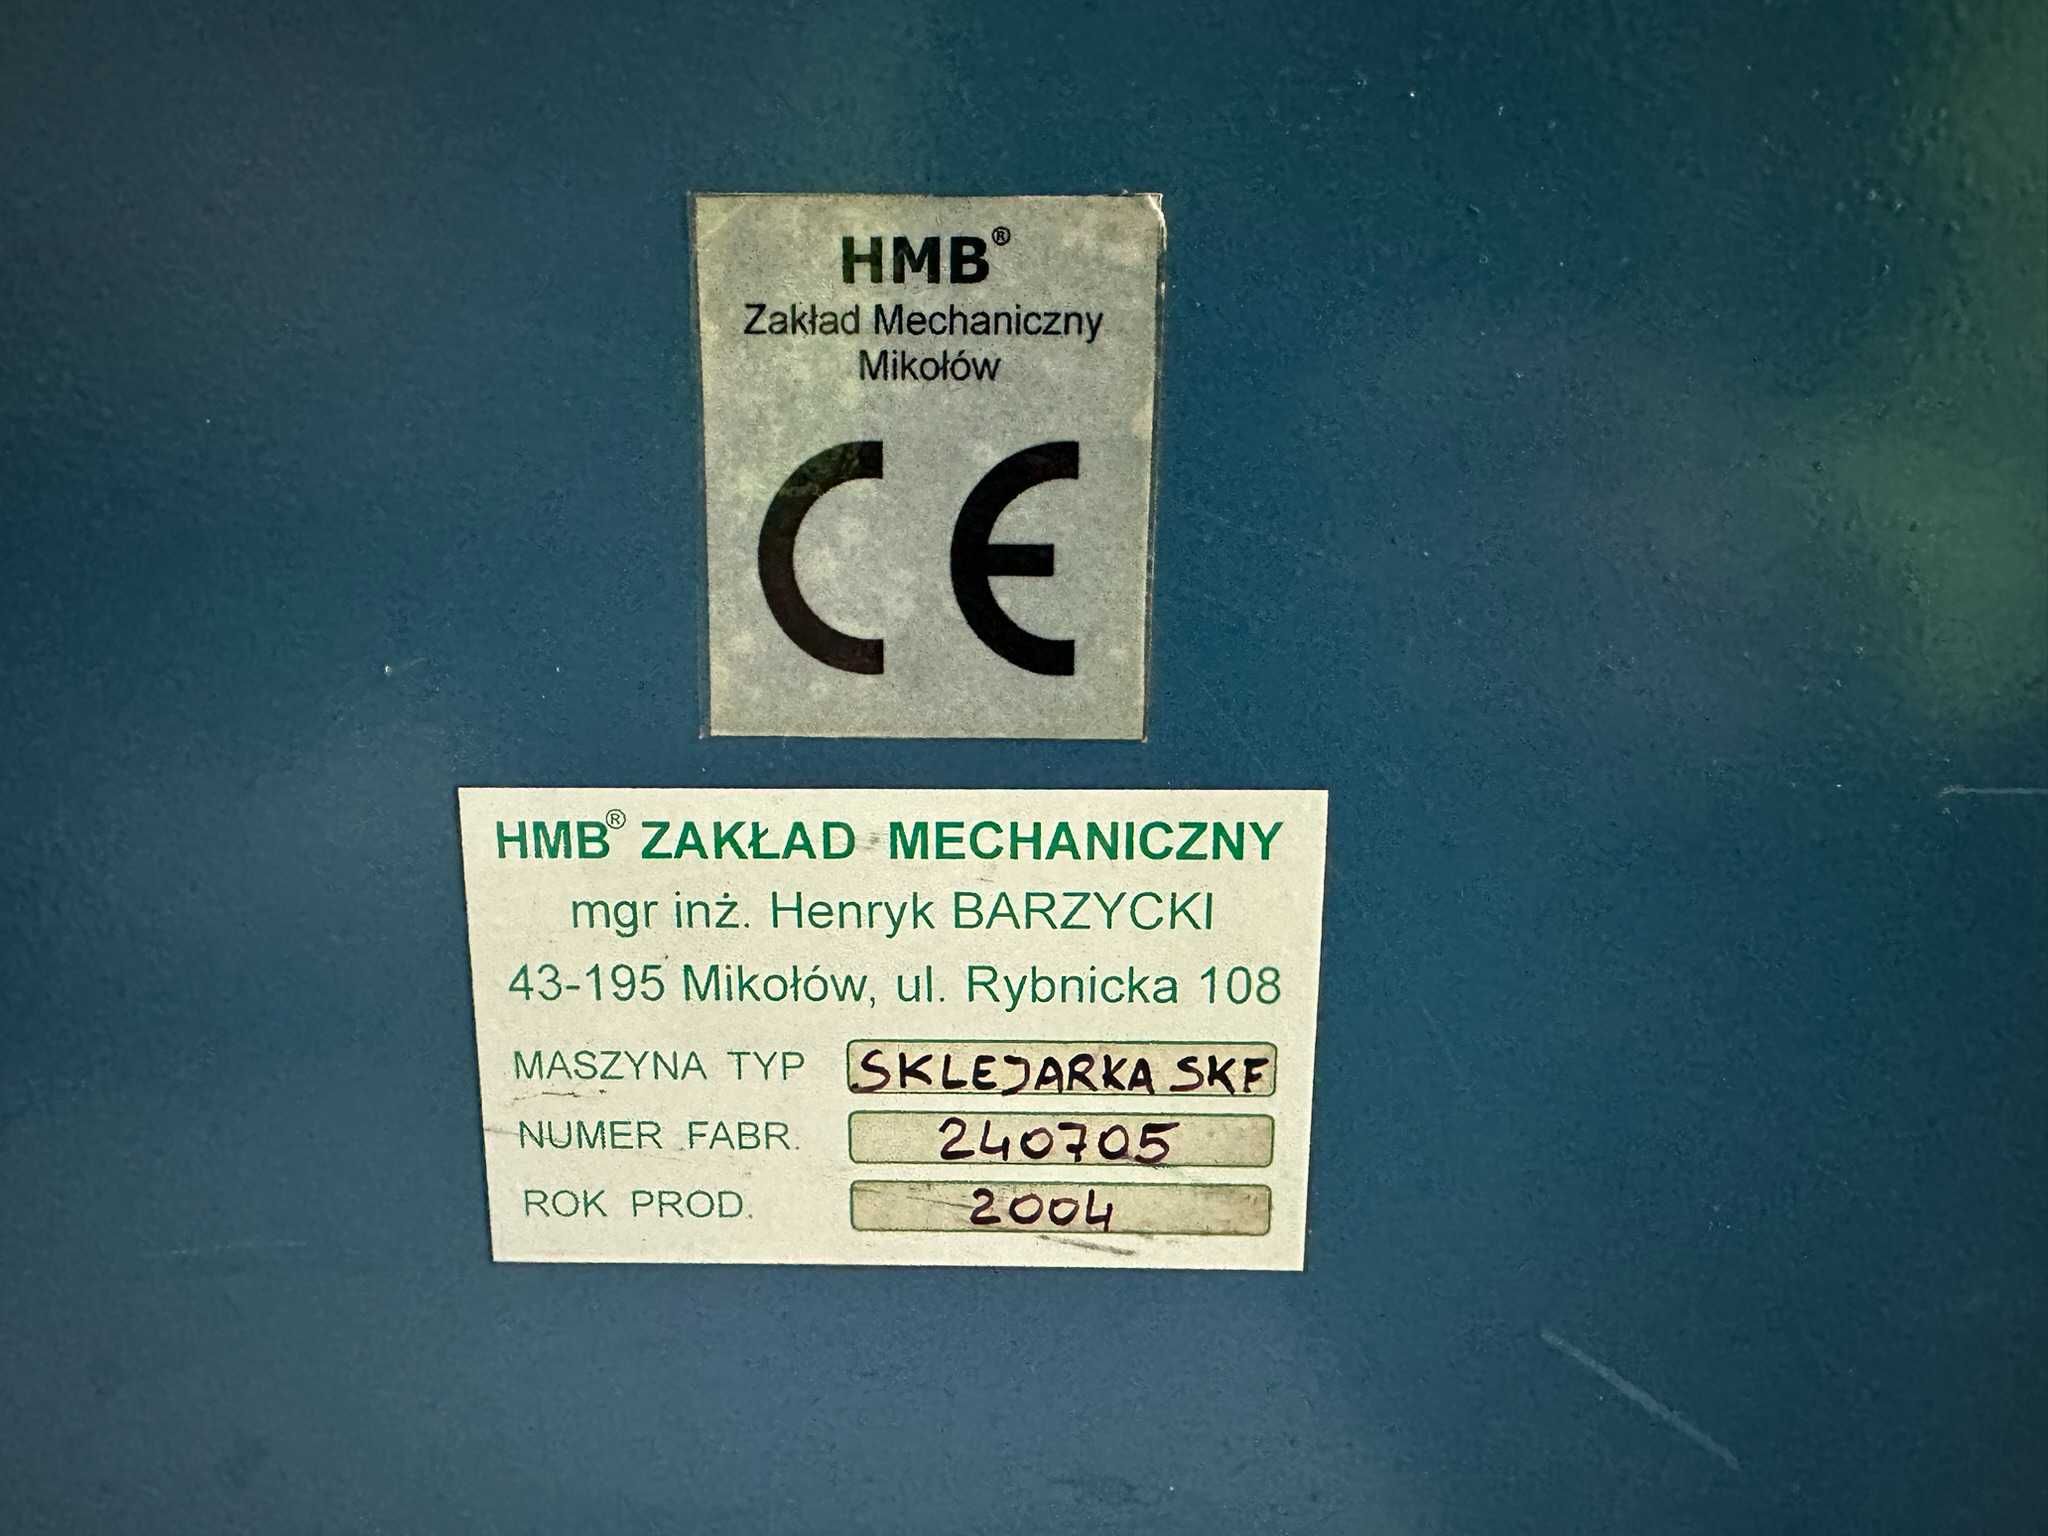 HMB®
Zakład Mechaniczny
Mikołów
CE
HMB® ZAKŁAD MECHANICZNY
mgr inż. Henryk BARZYCKI
43-195 Mikołów, ul. Rybnicka 108
MASZYNA TYP SKLEJARKA SKF
NUMER FABR. 240705
ROK PROD. 2004